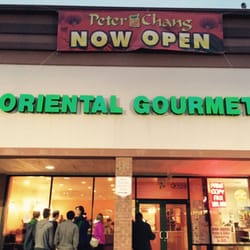 Peter Chang
NOW OPEN
ORIENTAL GOURMET